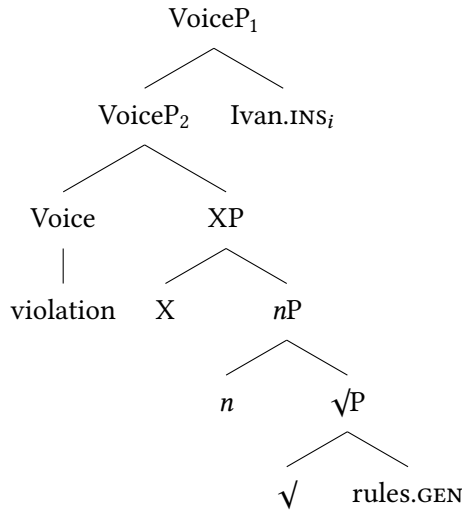 VoiceP₁
VoiceP₂ Ivan.INSᵢ
Voice XP
violation X nP
n √P
√ rules.GEN